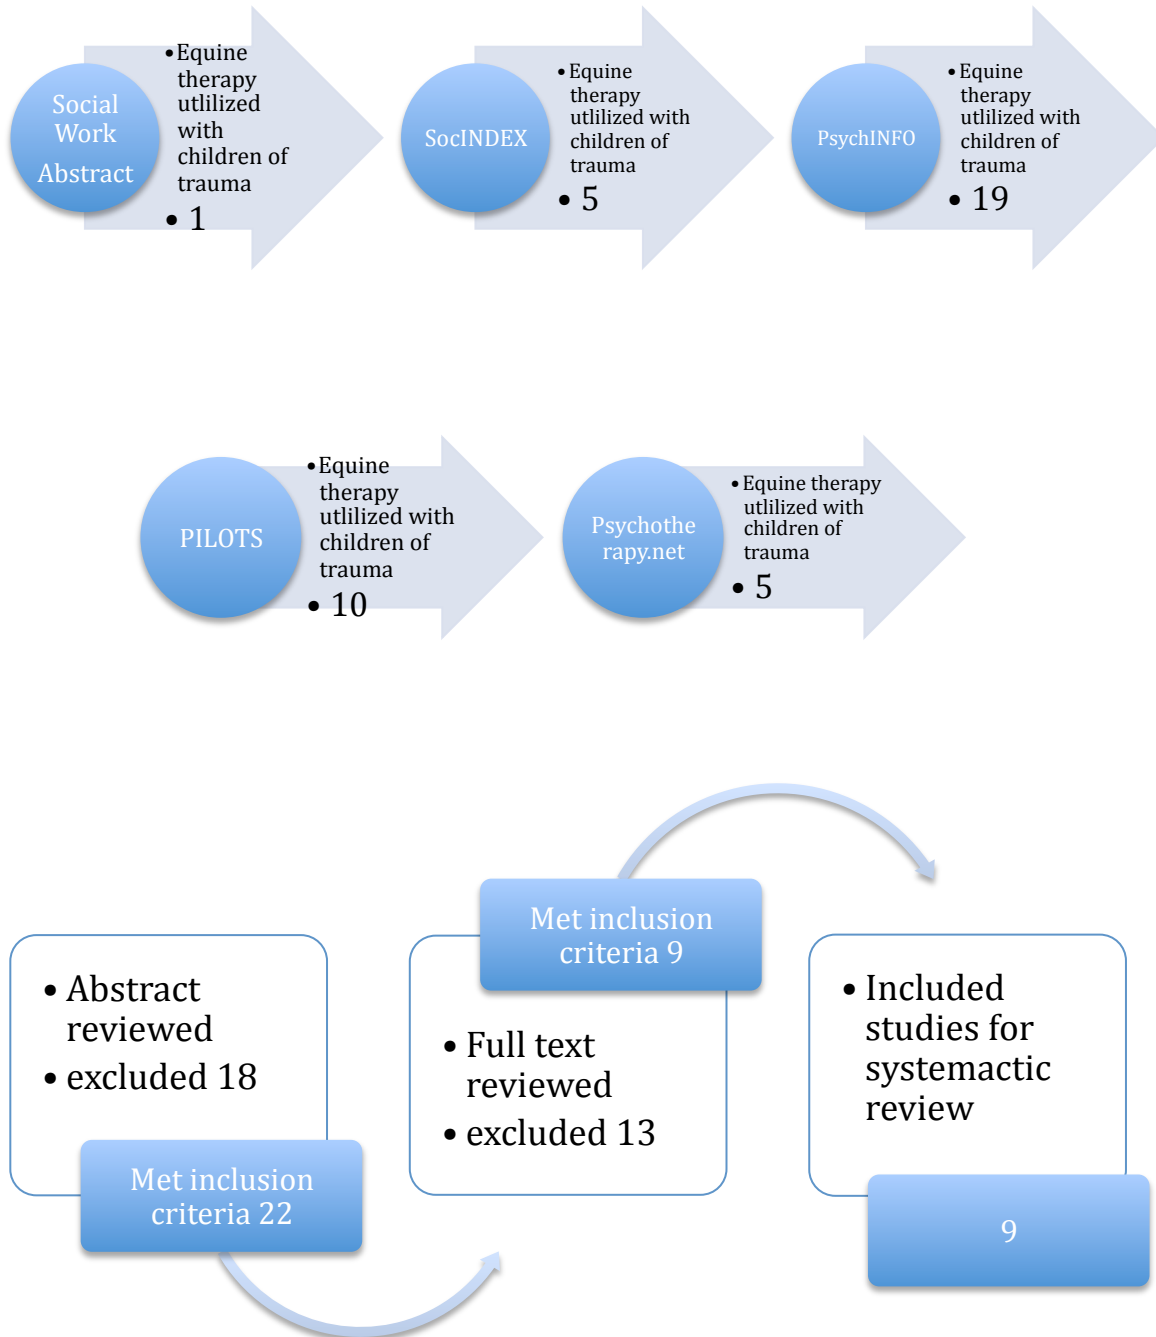 Social
Work
Abstract
•Equine
therapy
utlilized
with
children of
trauma
• 1
SocINDEX
•Equine
therapy
utlilized with
children of
trauma
• 5
PsychINFO
•Equine
therapy
utlilized with
children of
trauma
• 19
PILOTS
•Equine
therapy
utlilized with
children of
trauma
• 10
Psychothe
rapy.net
•Equine therapy
utlilized with
children of
trauma
• 5
• Abstract
reviewed
• excluded 18
Met inclusion
criteria 22
Met inclusion
criteria 9
• Full text
reviewed
• excluded 13
• Included
studies for
systemactic
review
9